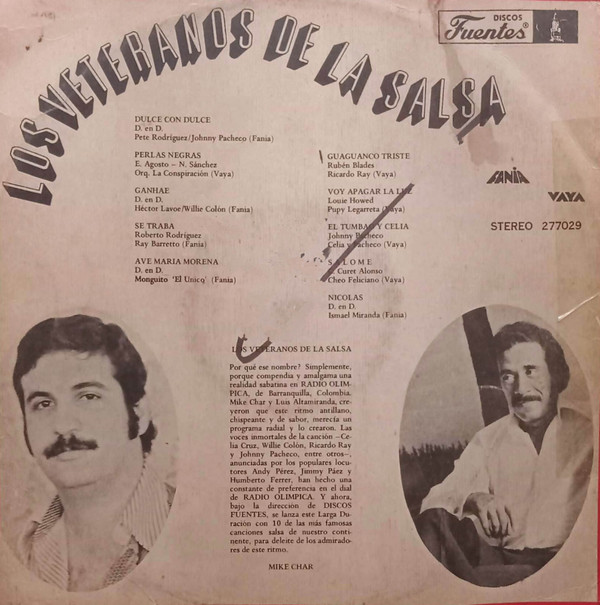 LOS VETERANOS DE LA SALSA
DISCOS
Fuentes®
DULCE CON DULCE
D. en D.
Pete Rodríguez/Johnny Pacheco (Fania)
PERLAS NEGRAS
E. Agosto – N. Sánchez
Orq. La Conspiración (Vaya)
GANHAE
D. en D.
Héctor Lavoe/Willie Colòn (Fania)
SE TRABA
Roberto Rodríguez
Ray Barretto (Fania)
AVE MARIA MORENA
D. en D.
Monguito 'El Unico' (Fania)
GUAGUANCO TRISTE
Rubén Blades
Ricardo Ray (Vaya)
VOY APAGAR LA LUZ
Louie Howed
Pupy Legarreta (Vaya)
EL TUMBAO Y CELIA
Johnny Pacheco
Celia y Pacheco (Vaya)
SALOME
Curet Alonso
Cheo Feliciano (Vaya)
NICOLAS
D. en D.
Ismael Miranda (Fania)
FANIA
VAYA
STEREO 277029
LOS VETERANOS DE LA SALSA
Por qué ese nombre? Simplemente,
porque compendia y amalgama una
realidad sabatina en RADIO OLIM-
PICA, de Barranquilla, Colombia.
Mike Char y Luis Altamiranda, cre-
yeron que este ritmo antillano,
chispeante y de sabor, merecía un
programa radial y lo crearon. Las
voces inmortales de la canción –Ce-
lia Cruz, Willie Colòn, Ricardo Ray
y Johnny Pacheco, entre otros–,
anunciadas por los populares locu-
tores Andy Pérez, Jimmy Páez y
Humberto Ferrer, han hecho una
constante de preferencia en el dial
de RADIO OLIMPICA. Y ahora,
bajo la dirección de DISCOS
FUENTES, se lanza este Larga Du-
ración con 10 de las más famosas
canciones salsa de nuestro conti-
nente, para deleite de los admirado-
res de este ritmo.
MIKE CHAR